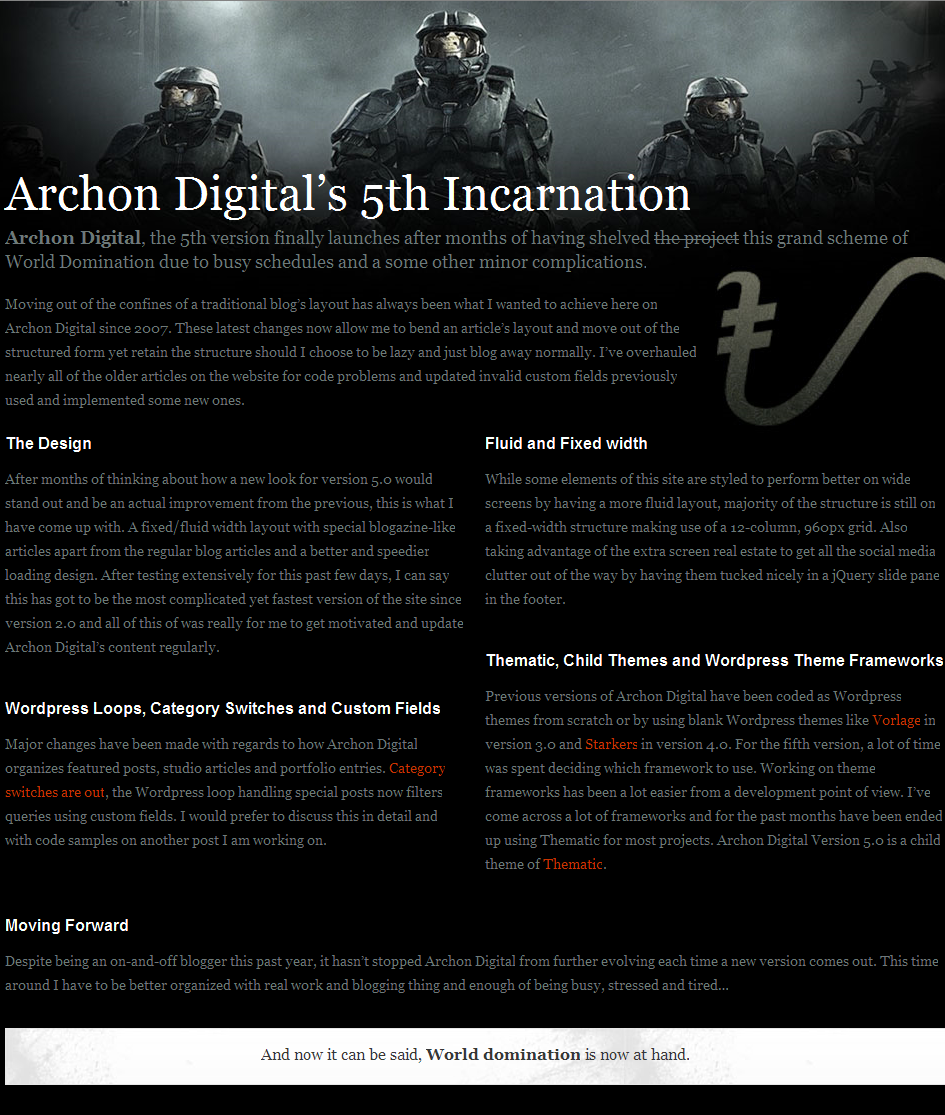 Archon Digital’s 5th Incarnation
Archon Digital, the 5th version finally launches after months of having shelved the project this grand scheme of
World Domination due to busy schedules and a some other minor complications.
Moving out of the confines of a traditional blog’s layout has always been what I wanted to achieve here on
Archon Digital since 2007. These latest changes now allow me to bend an article’s layout and move out of the
structured form yet retain the structure should I choose to be lazy and just blog away normally. I’ve overhauled
nearly all of the older articles on the website for code problems and updated invalid custom fields previously
used and implemented some new ones.
The Design
After months of thinking about how a new look for version 5.0 would
stand out and be an actual improvement from the previous, this is what I
have come up with. A fixed/fluid width layout with special blogazine-like
articles apart from the regular blog articles and a better and speedier
loading design. After testing extensively for this past few days, I can say
this has got to be the most complicated yet fastest version of the site since
version 2.0 and all of this of was really for me to get motivated and update
Archon Digital’s content regularly.
Wordpress Loops, Category Switches and Custom Fields
Major changes have been made with regards to how Archon Digital
organizes featured posts, studio articles and portfolio entries. Category
switches are out, the Wordpress loop handling special posts now filters
queries using custom fields. I would prefer to discuss this in detail and
with code samples on another post I am working on.
Fluid and Fixed width
While some elements of this site are styled to perform better on wide
screens by having a more fluid layout, majority of the structure is still on
a fixed-width structure making use of a 12-column, 960px grid. Also
taking advantage of the extra screen real estate to get all the social media
clutter out of the way by having them tucked nicely in a jQuery slide pane
in the footer.
Thematic, Child Themes and Wordpress Theme Frameworks
Previous versions of Archon Digital have been coded as Wordpress
themes from scratch or by using blank Wordpress themes like Vorlage in
version 3.0 and Starkers in version 4.0. For the fifth version, a lot of time
was spent deciding which framework to use. Working on theme
frameworks has been a lot easier from a development point of view. I’ve
come across a lot of frameworks and for the past months have been ended
up using Thematic for most projects. Archon Digital Version 5.0 is a child
theme of Thematic.
Moving Forward
Despite being an on-and-off blogger this past year, it hasn’t stopped Archon Digital from further evolving each time a new version comes out. This time
around I have to be better organized with real work and blogging thing and enough of being busy, stressed and tired…
And now it can be said, World domination is now at hand.